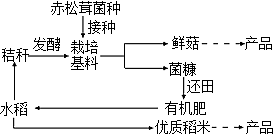 赤松茸菌种
接种
秸秆
发酵
栽培
基料
鲜菇
产品
菌糠
还田
水稻
有机肥
优质稻米
产品